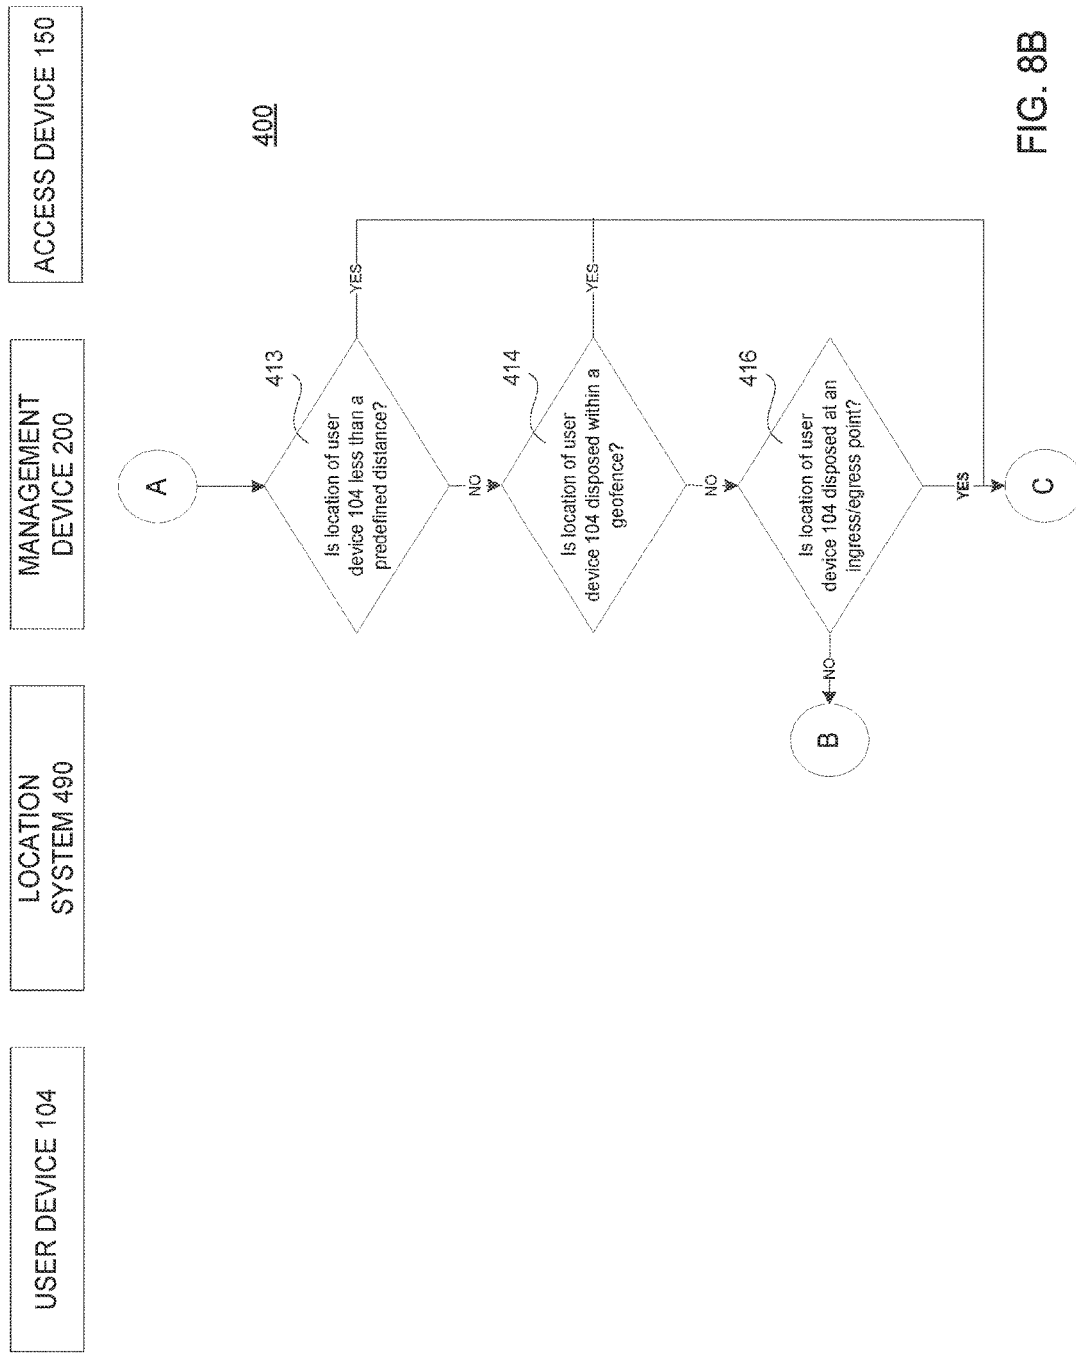 USER DEVICE 104
LOCATION
SYSTEM 490
MANAGEMENT
DEVICE 200
ACCESS DEVICE 150
400
A
413
Is location of user
device 104 less than a
predefined distance?
YES
NO
414
Is location of user
device 104 disposed within a
geofence?
YES
NO
416
Is location of user
device 104 disposed at an
ingress/egress point?
NO
B
YES
C
FIG. 8B